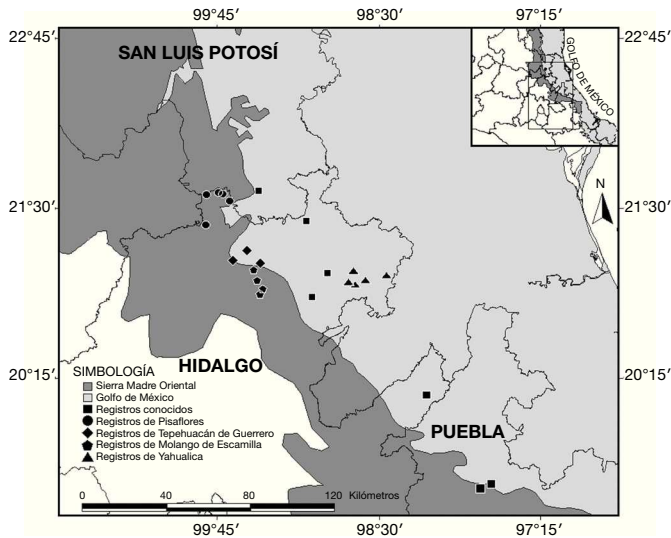 99°45' 98°30' 97°15'
22°45' 22°45'
SAN LUIS POTOSÍ
GOLFO DE MÉXICO
N
21°30' 21°30'
20°15' 20°15'
HIDALGO
PUEBLA
SIMBOLOGÍA
Sierra Madre Oriental
Golfo de México
Registros conocidos
Registros de Pisaflores
Registros de Tepehuacán de Guerrero
Registros de Molango de Escamilla
Registros de Yahualica
0 40 80 120 Kilómetros
99°45' 98°30' 97°15'